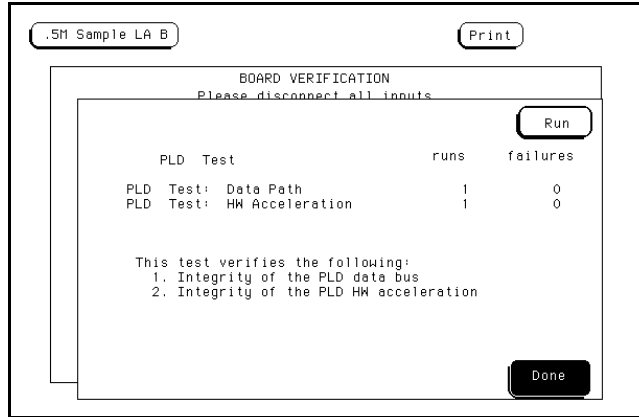 .5M Sample LA B
Print
BOARD VERIFICATION
Please disconnect all inputs
Run
PLD Test runs failures
PLD Test: Data Path 1 0
PLD Test: HW Acceleration 1 0
This test verifies the following:
1. Integrity of the PLD data bus
2. Integrity of the PLD HW acceleration
Done